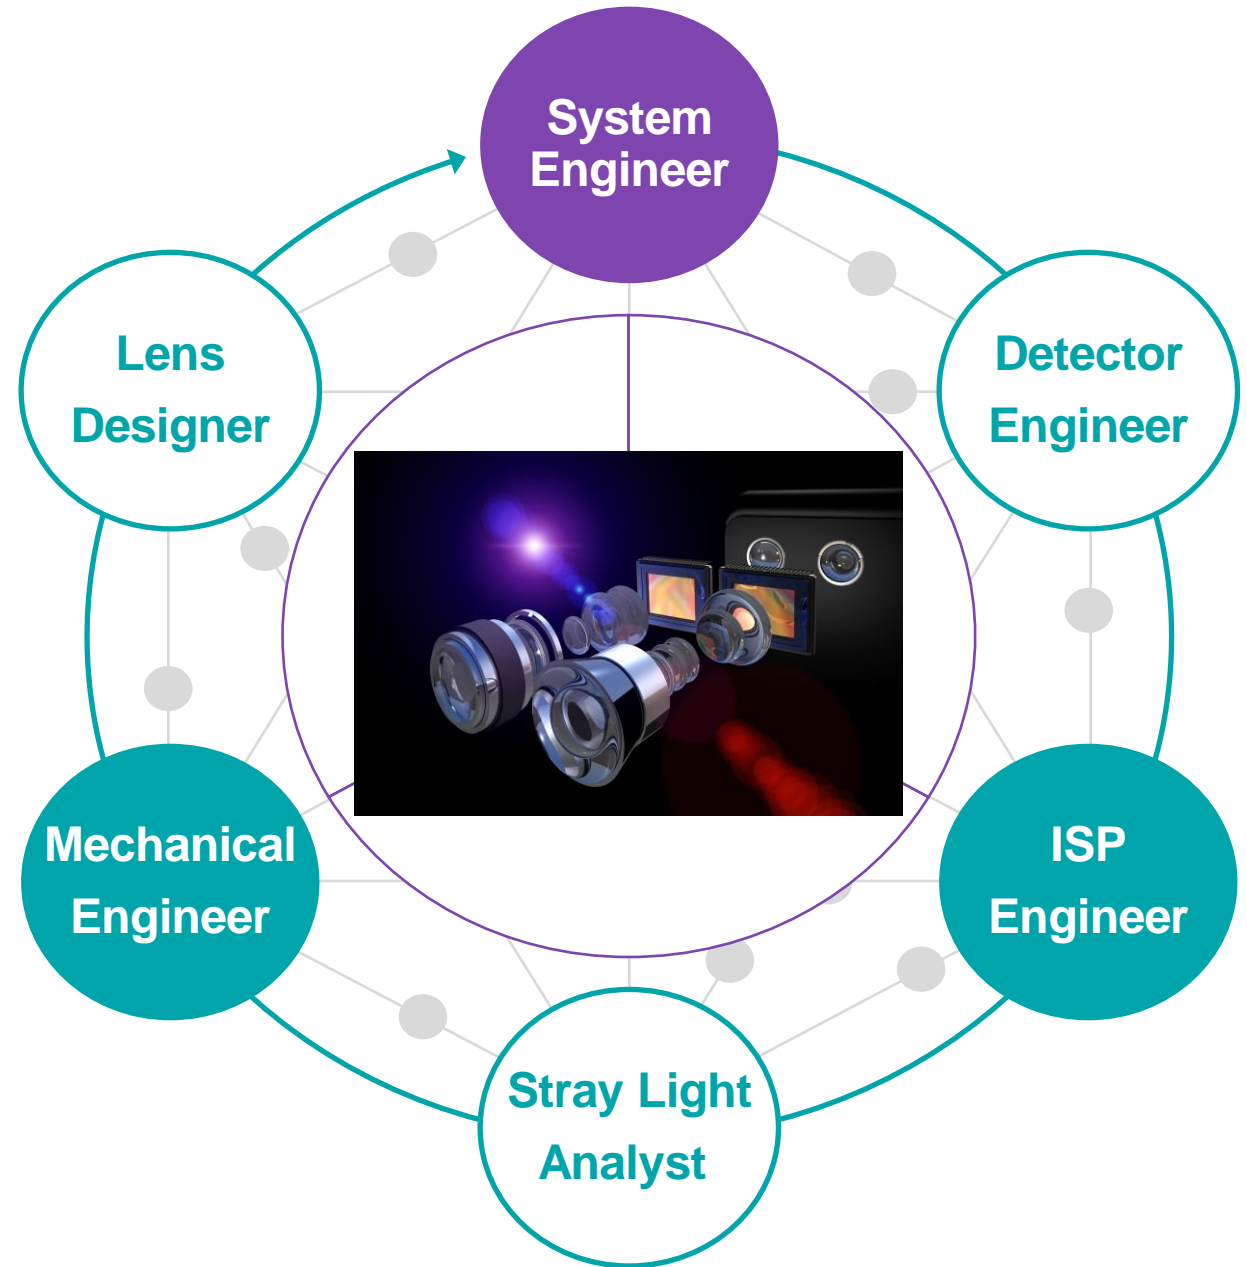 System
Engineer
Detector
Engineer
ISP
Engineer
Stray Light
Analyst
Mechanical
Engineer
Lens
Designer